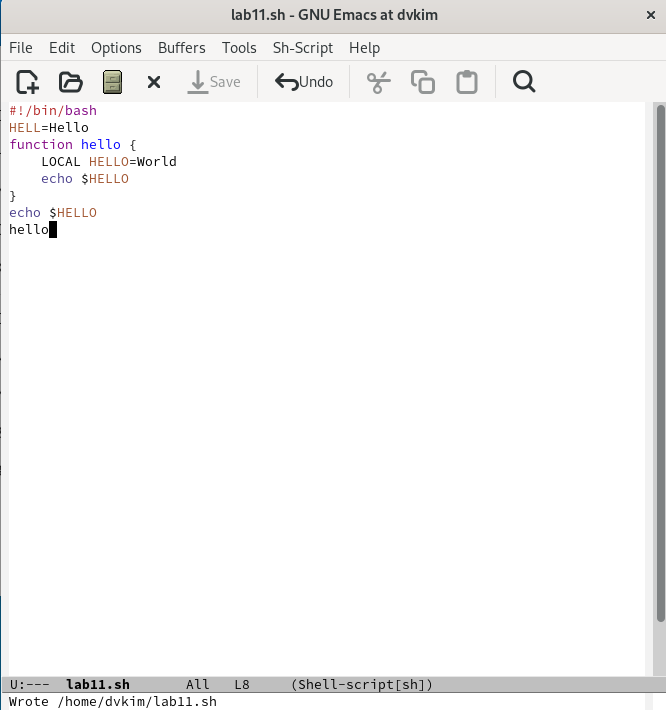 lab11.sh - GNU Emacs at dvkim
File Edit Options Buffers Tools Sh-Script Help
Save Undo
#!/bin/bash
HELL=Hello
function hello {
    LOCAL HELLO=World
    echo $HELLO
}
echo $HELLO
hello
U:--- lab11.sh All L8 (Shell-script[sh])
Wrote /home/dvkim/lab11.sh